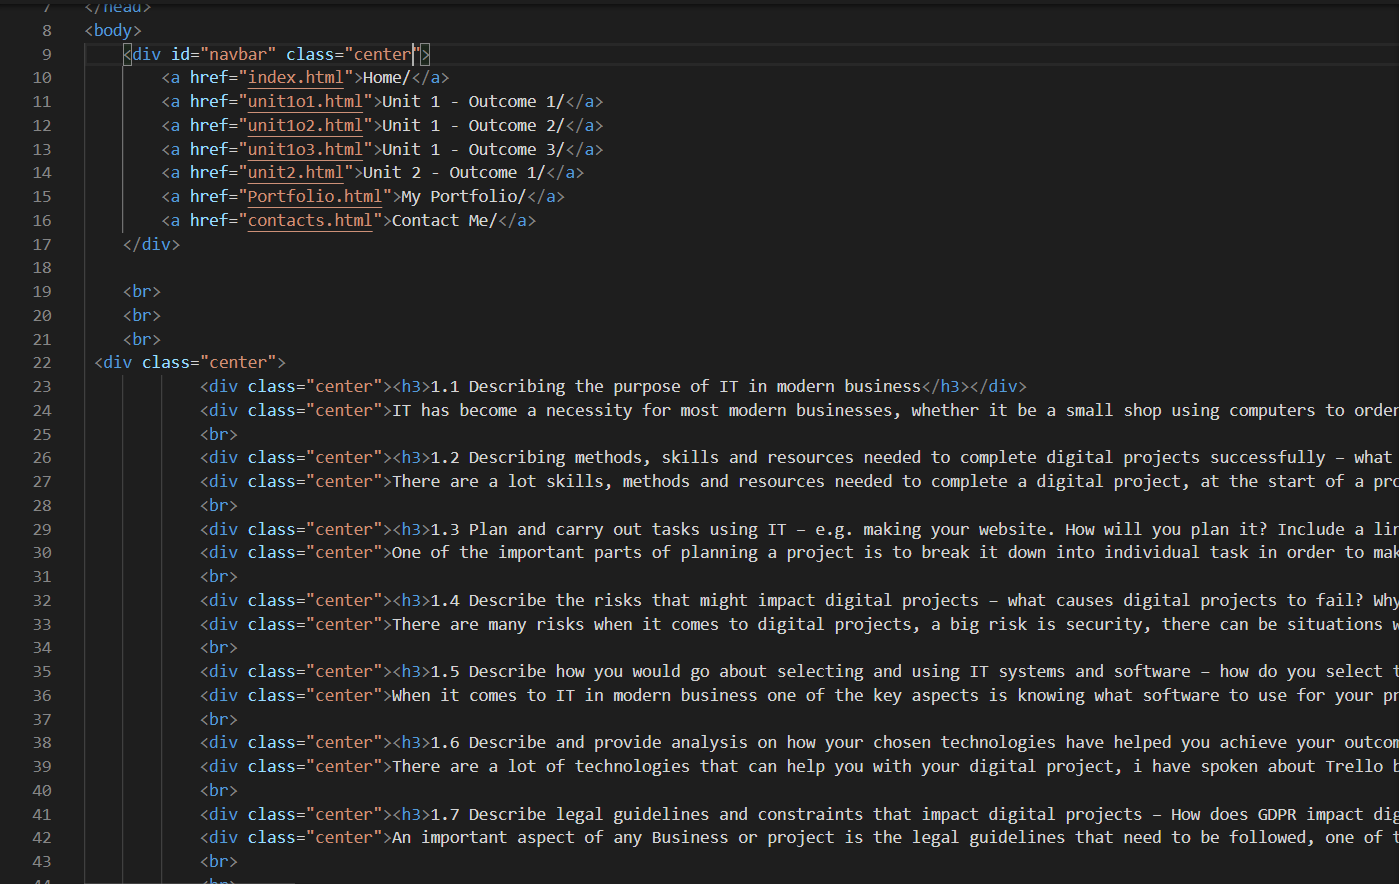 7 </head>
8 <body>
9 <div id="navbar" class="center">
10 <a href="index.html">Home/</a>
11 <a href="unit1o1.html">Unit 1 - Outcome 1/</a>
12 <a href="unit1o2.html">Unit 1 - Outcome 2/</a>
13 <a href="unit1o3.html">Unit 1 - Outcome 3/</a>
14 <a href="unit2.html">Unit 2 - Outcome 1/</a>
15 <a href="Portfolio.html">My Portfolio/</a>
16 <a href="contacts.html">Contact Me/</a>
17 </div>
18
19 <br>
20 <br>
21 <br>
22 <div class="center">
23 <div class="center"><h3>1.1 Describing the purpose of IT in modern business</h3></div>
24 <div class="center">IT has become a necessity for most modern businesses, whether it be a small shop using computers to order
25 <br>
26 <div class="center"><h3>1.2 Describing methods, skills and resources needed to complete digital projects successfully – what
27 <div class="center">There are a lot skills, methods and resources needed to complete a digital project, at the start of a pro
28 <br>
29 <div class="center"><h3>1.3 Plan and carry out tasks using IT – e.g. making your website. How will you plan it? Include a lin
30 <div class="center">One of the important parts of planning a project is to break it down into individual task in order to mak
31 <br>
32 <div class="center"><h3>1.4 Describe the risks that might impact digital projects – what causes digital projects to fail? Why
33 <div class="center">There are many risks when it comes to digital projects, a big risk is security, there can be situations w
34 <br>
35 <div class="center"><h3>1.5 Describe how you would go about selecting and using IT systems and software – how do you select t
36 <div class="center">When it comes to IT in modern business one of the key aspects is knowing what software to use for your pr
37 <br>
38 <div class="center"><h3>1.6 Describe and provide analysis on how your chosen technologies have helped you achieve your outcom
39 <div class="center">There are a lot of technologies that can help you with your digital project, i have spoken about Trello b
40 <br>
41 <div class="center"><h3>1.7 Describe legal guidelines and constraints that impact digital projects – How does GDPR impact dig
42 <div class="center">An important aspect of any Business or project is the legal guidelines that need to be followed, one of t
43 <br>
44 <br>